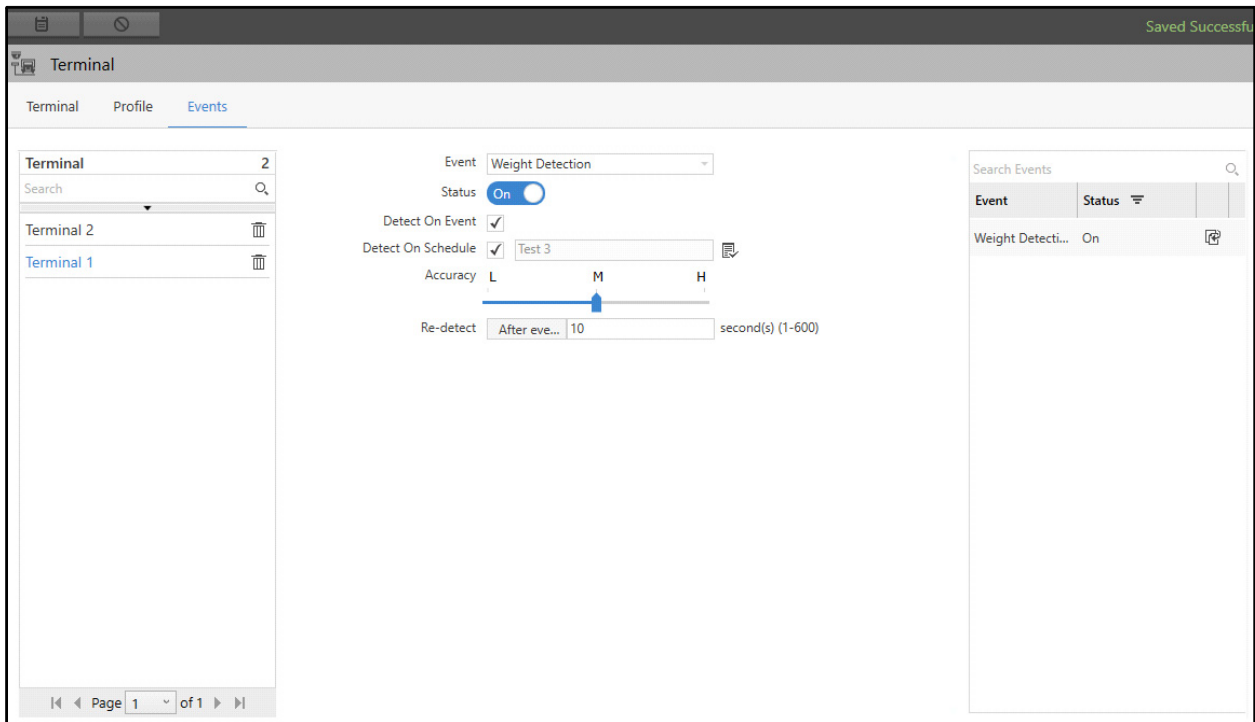 Saved Successfu
Terminal
Terminal Profile Events
Terminal 2
Search
Terminal 2
Terminal 1
Page 1 of 1
Event Weight Detection
Status On
Detect On Event
Detect On Schedule Test 3
Accuracy L M H
Re-detect After eve... 10 second(s) (1-600)
Search Events
Event Status
Weight Detecti... On